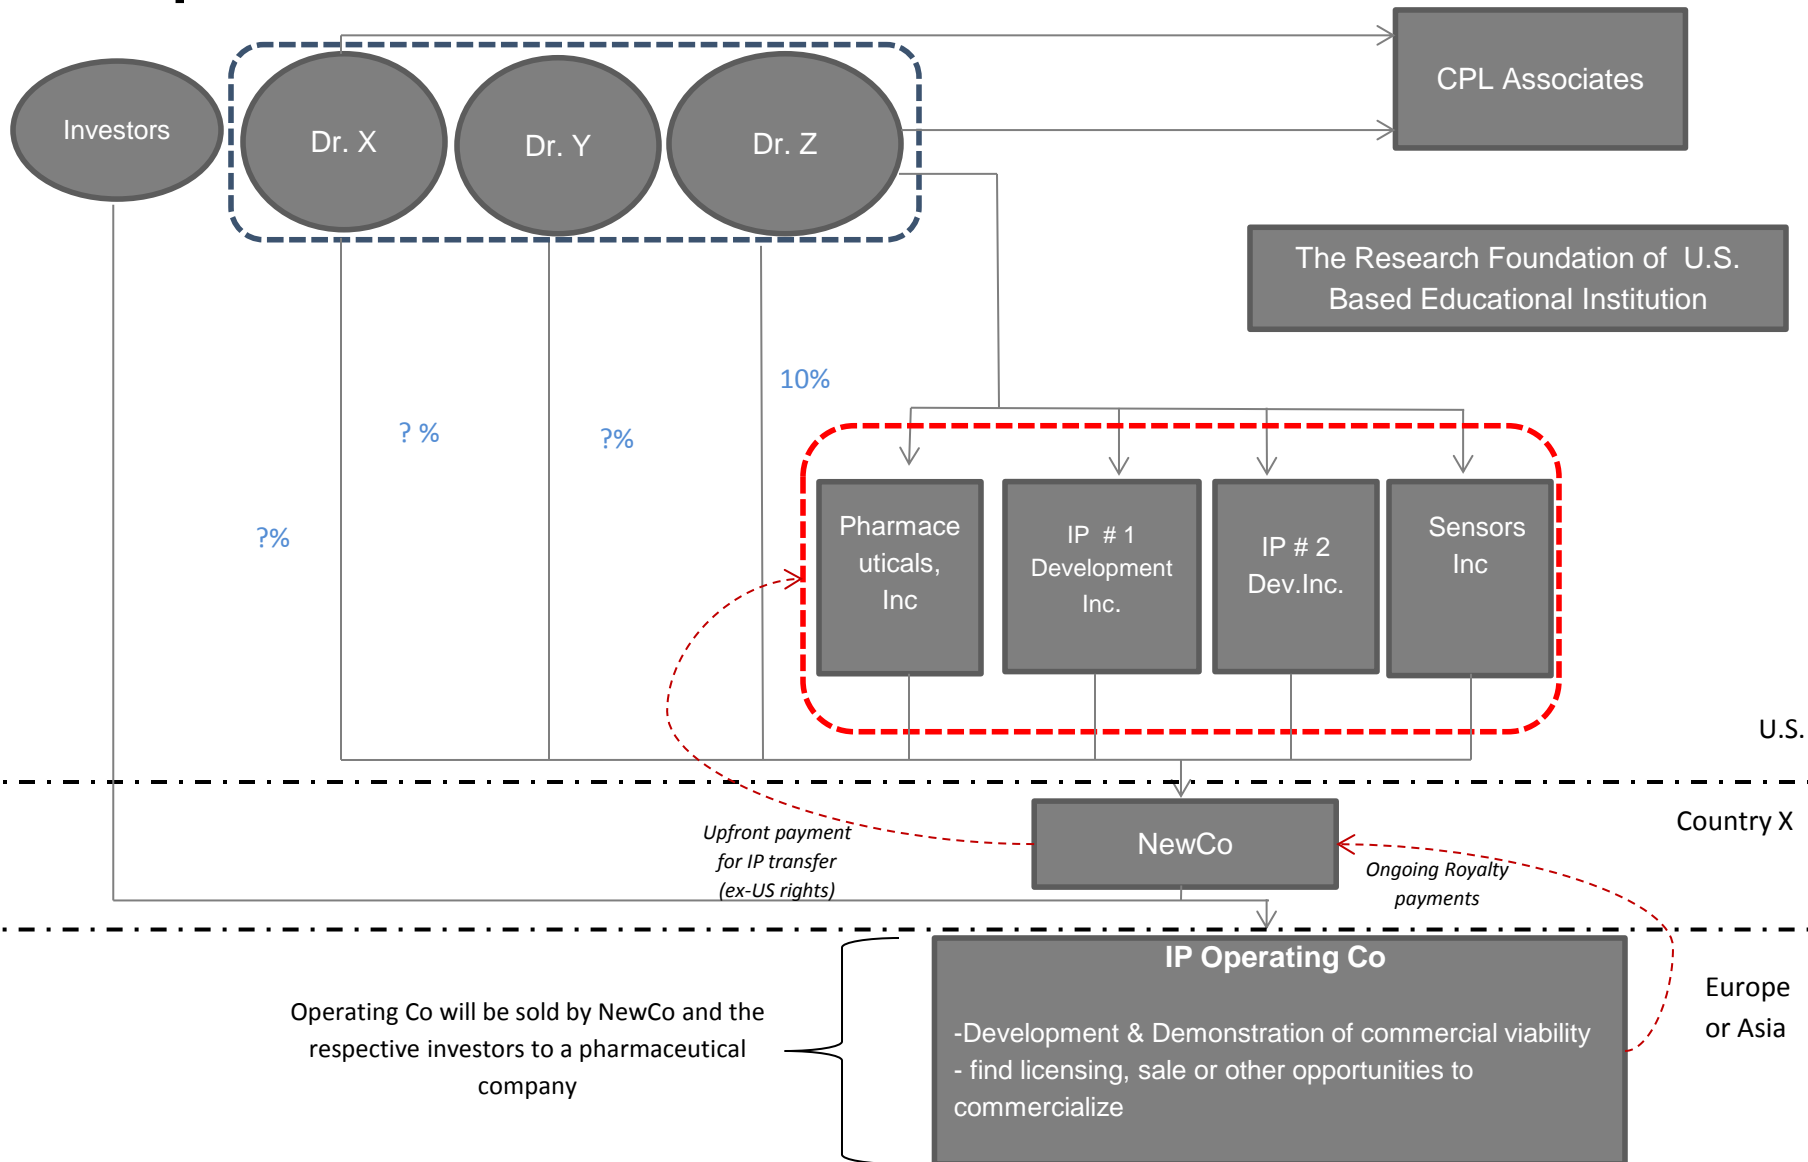 CPL Associates
Investors
Dr. X
Dr. Y
Dr. Z
The Research Foundation of  U.S.
Based Educational Institution
10%
? %
?%
?%
Pharmace
uticals,
Inc
IP  # 1
Development
Inc.
IP # 2
Dev.Inc.
Sensors
Inc
U.S.
Country X
Upfront payment
for IP transfer
(ex-US rights)
NewCo
Ongoing Royalty
payments
IP Operating Co
Europe
or Asia
Operating Co will be sold by NewCo and the
respective investors to a pharmaceutical
company
-Development & Demonstration of commercial viability
- find licensing, sale or other opportunities to
commercialize